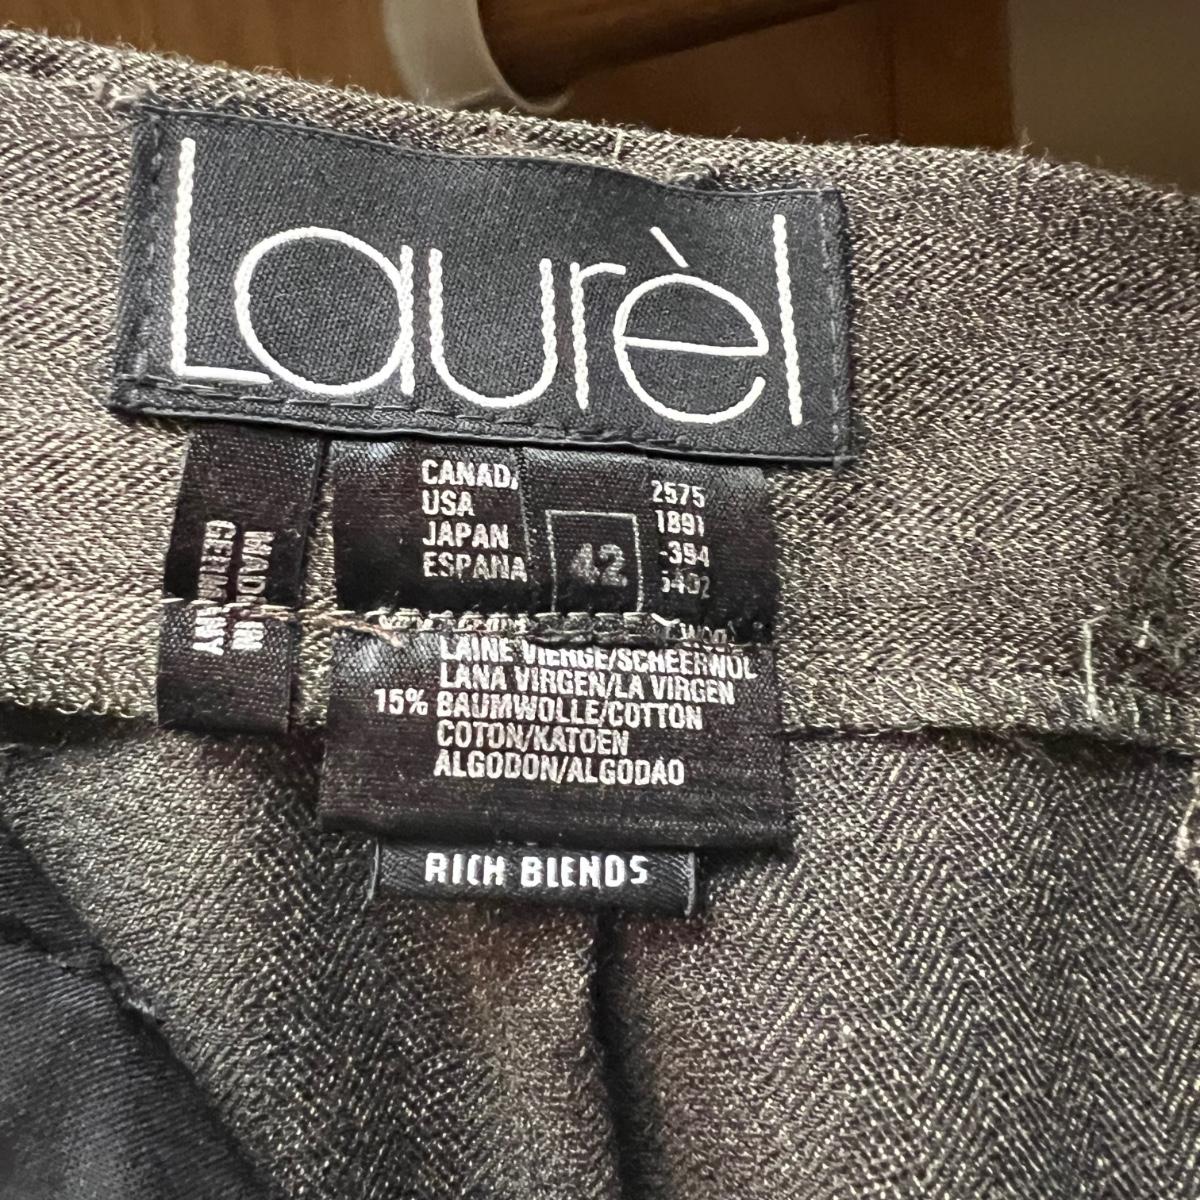 Laurèl
CANAD
USA
JAPAN
ESPANA
42
2575
1891
-394
MADE IN
GERMANY
LAINE VIERGE/SCHEERWOL
LANA VIRGEN/LA VIRGEN
15% BAUMWOLLE/COTTON
COTON/KATOEN
ALGODON/ALGODAO
RICH BLENDS